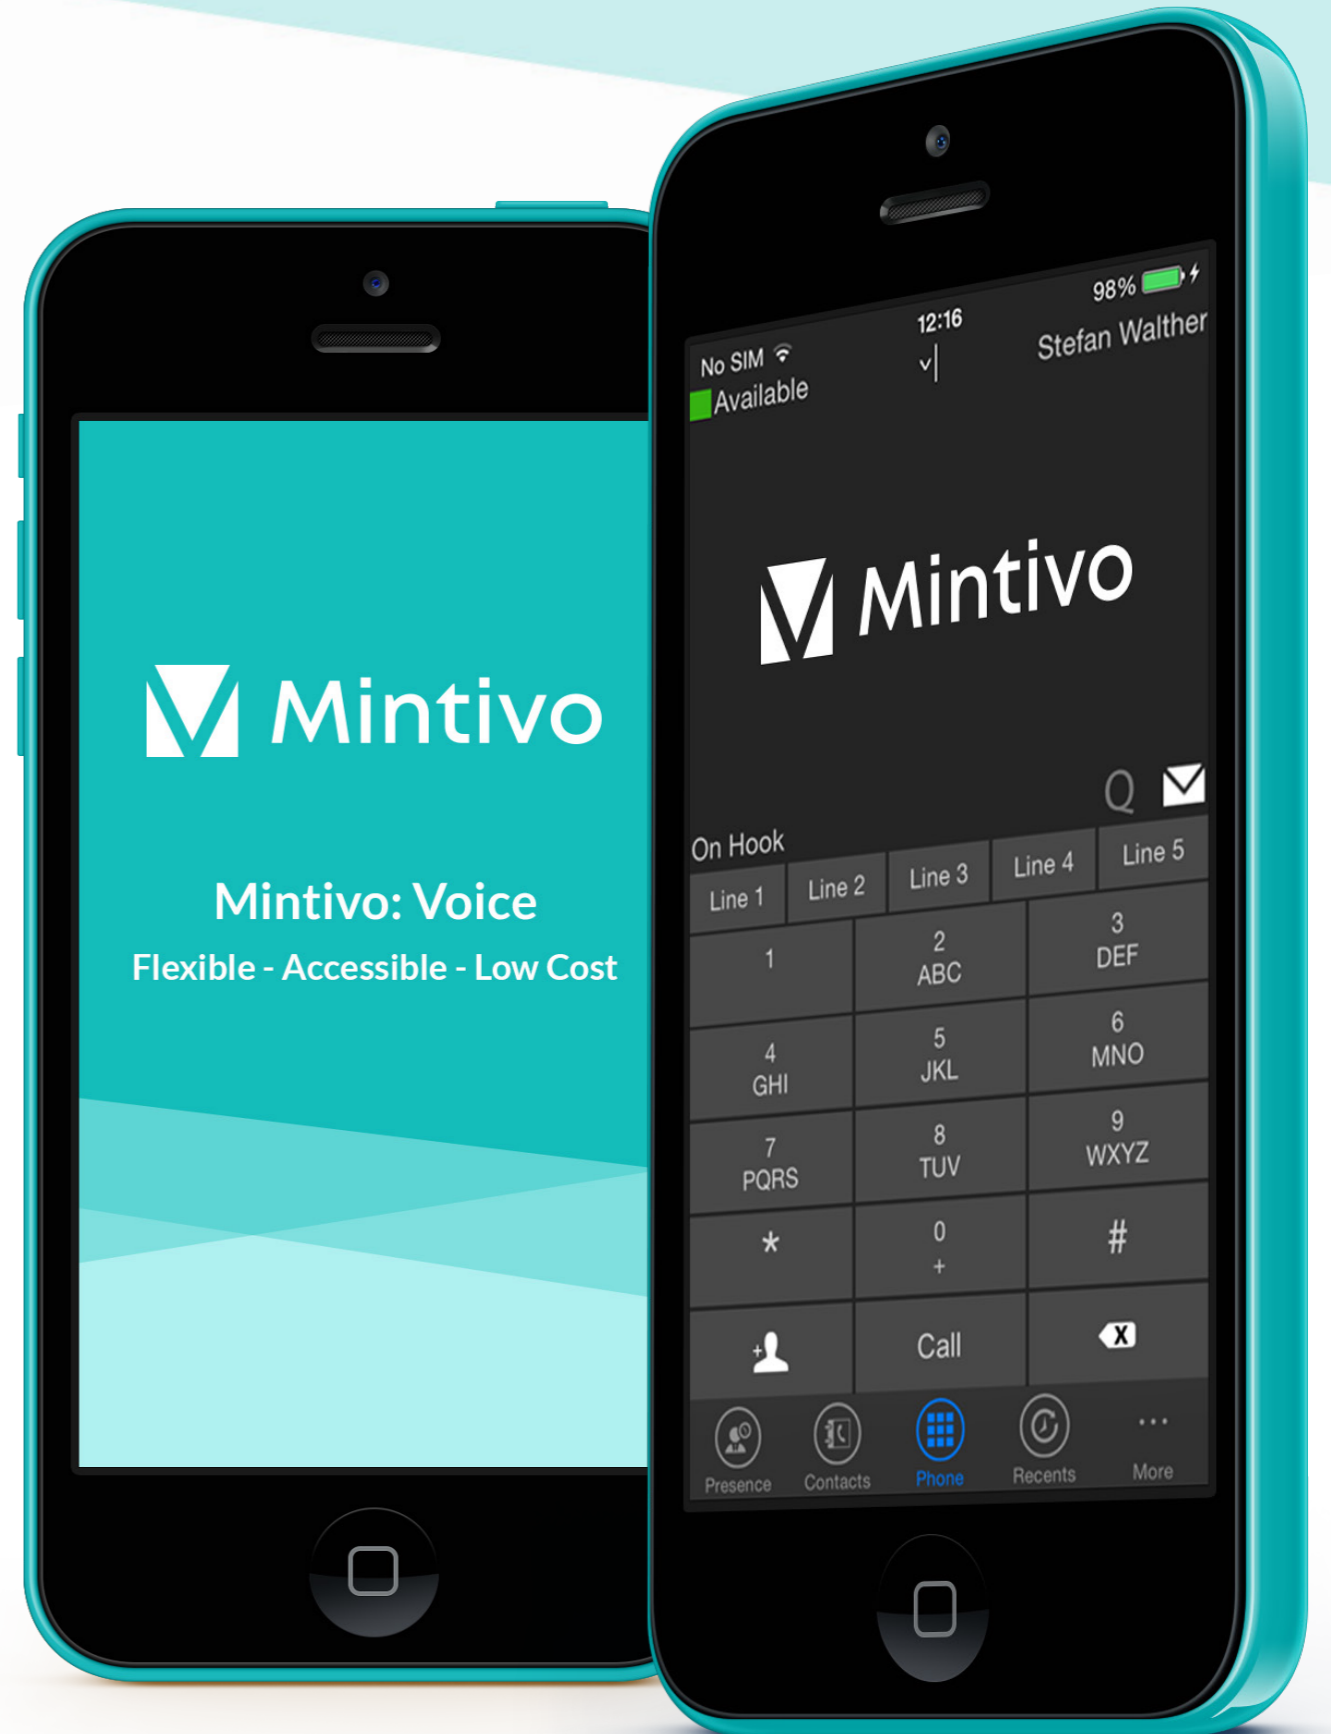 Mintivo
Mintivo: Voice
Flexible - Accessible - Low Cost
No SIM 12:16 98%
Available Stefan Walther
Mintivo
Q
On Hook
Line 1 Line 2 Line 3 Line 4 Line 5
1 2 3
ABC DEF
4 5 6
GHI JKL MNO
7 8 9
PQRS TUV WXYZ
* 0 #
+
+ Call X
Presence Contacts Phone Recents More